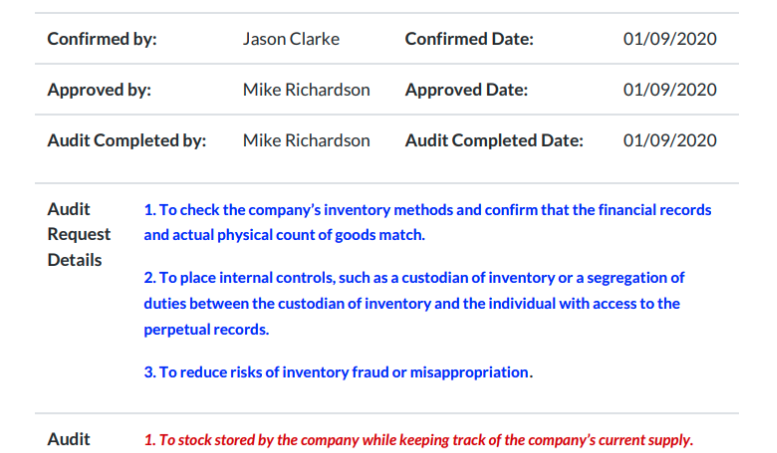 Confirmed by: Jason Clarke Confirmed Date: 01/09/2020
Approved by: Mike Richardson Approved Date: 01/09/2020
Audit Completed by: Mike Richardson Audit Completed Date: 01/09/2020
Audit Request Details
1. To check the company’s inventory methods and confirm that the financial records
and actual physical count of goods match.
2. To place internal controls, such as a custodian of inventory or a segregation of
duties between the custodian of inventory and the individual with access to the
perpetual records.
3. To reduce risks of inventory fraud or misappropriation.
Audit 1. To stock stored by the company while keeping track of the company’s current supply.